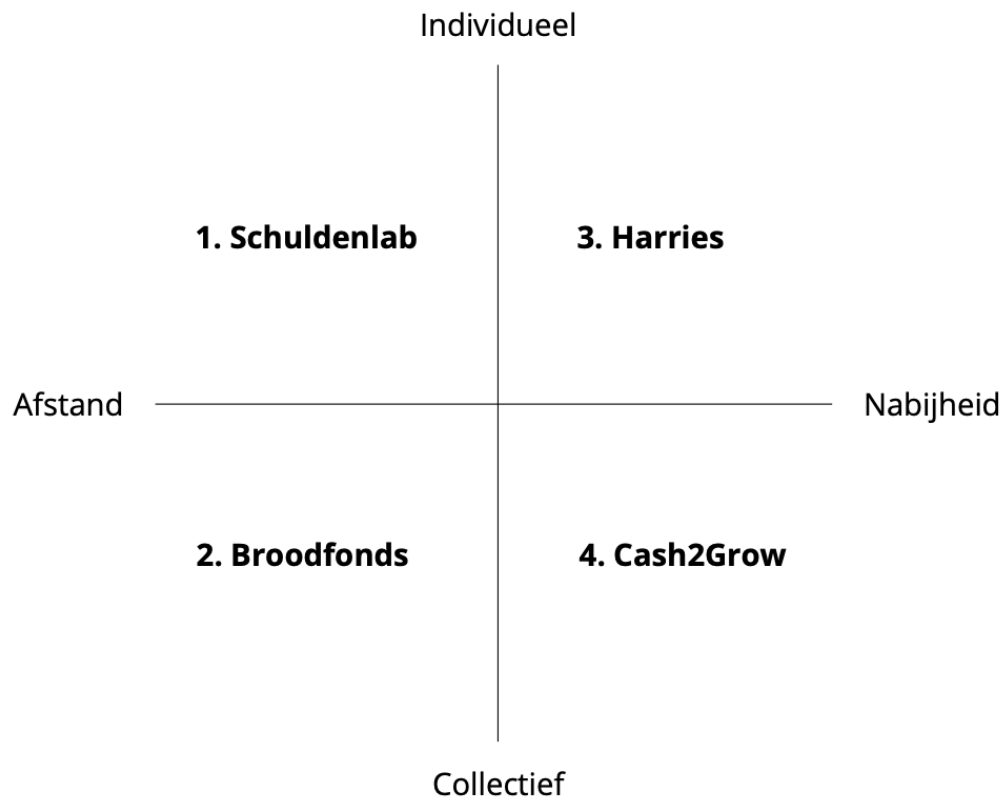 Individueel
1. Schuldenlab
3. Harries
Afstand
Nabijheid
2. Broodfonds
4. Cash2Grow
Collectief